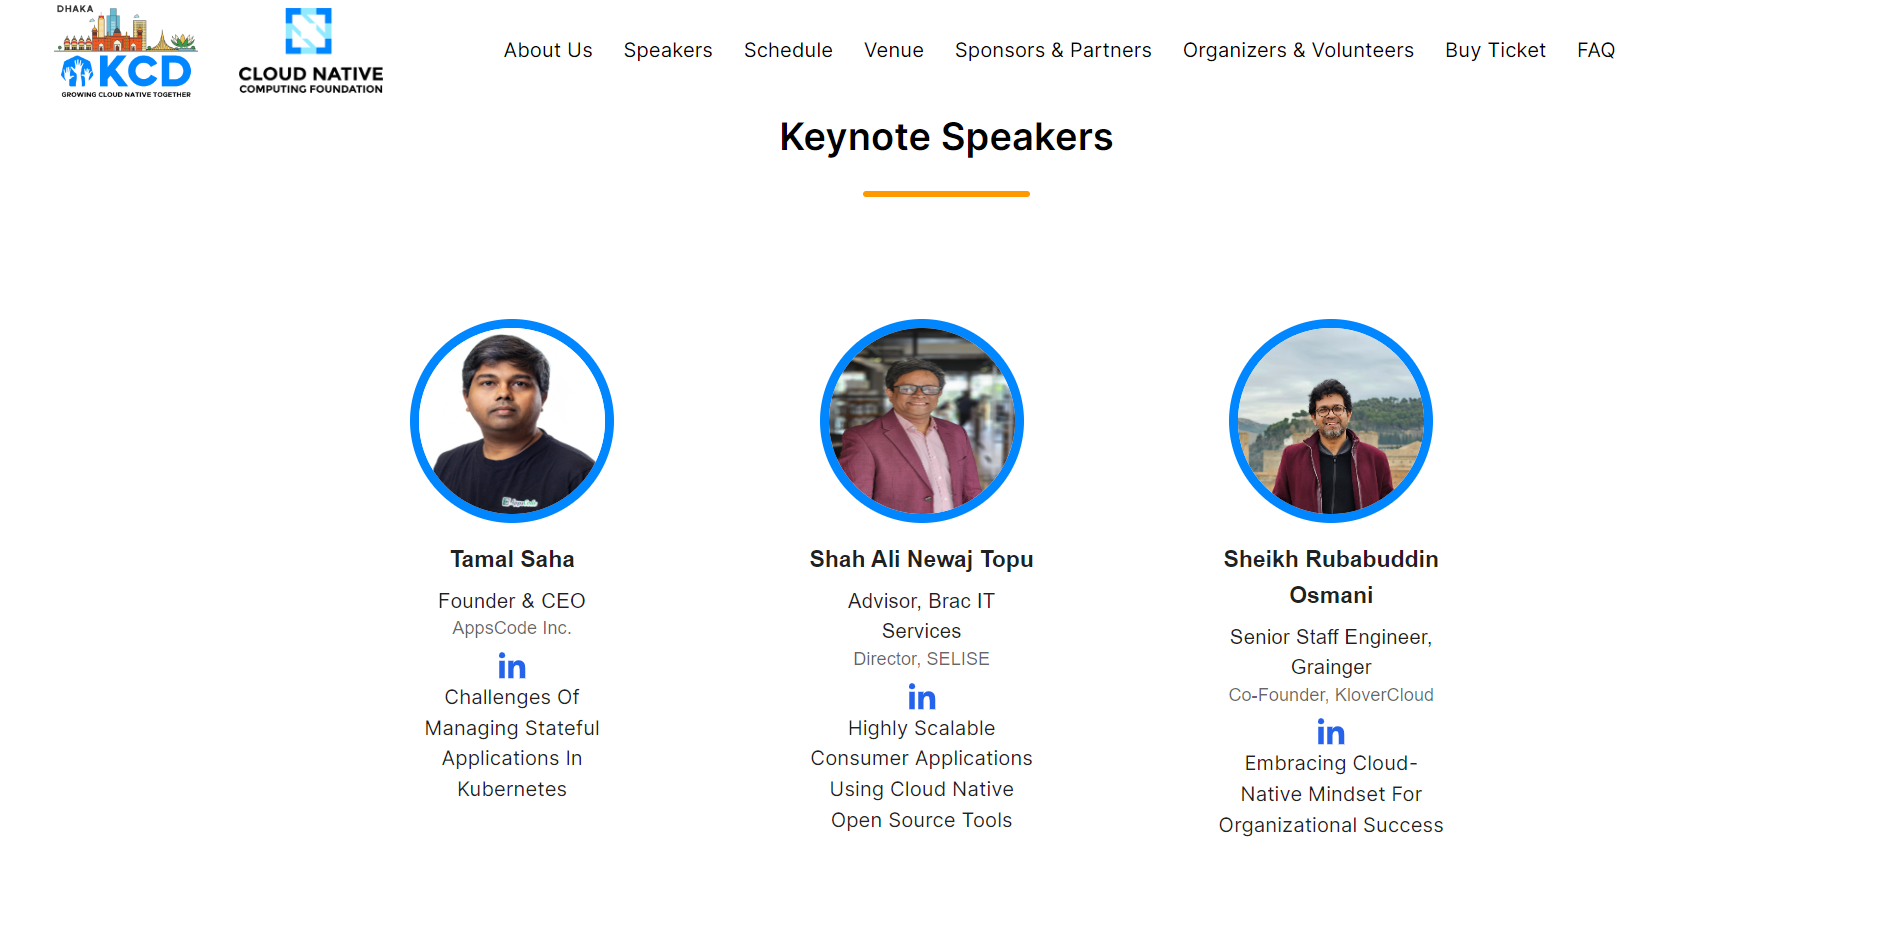 DHAKA
KCD
GROWING CLOUD NATIVE TOGETHER
CLOUD NATIVE
COMPUTING FOUNDATION
About Us Speakers Schedule Venue Sponsors & Partners Organizers & Volunteers Buy Ticket FAQ
Keynote Speakers
Tamal Saha
Founder & CEO
AppsCode Inc.
in
Challenges Of
Managing Stateful
Applications In
Kubernetes
Shah Ali Newaj Topu
Advisor, Brac IT
Services
Director, SELISE
in
Highly Scalable
Consumer Applications
Using Cloud Native
Open Source Tools
Sheikh Rubabuddin
Osmani
Senior Staff Engineer,
Grainger
Co-Founder, KloverCloud
in
Embracing Cloud-
Native Mindset For
Organizational Success